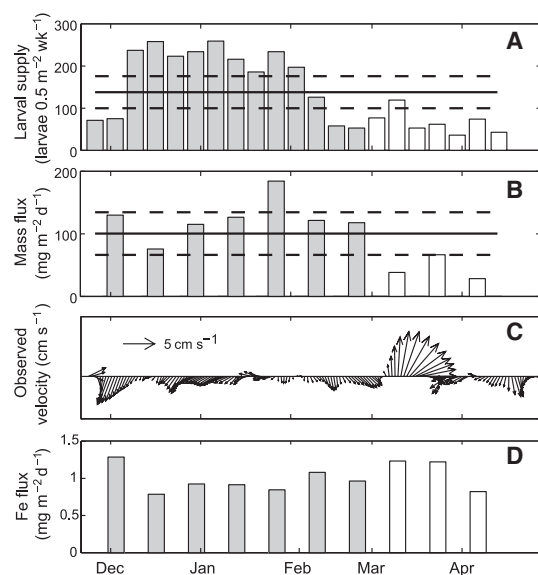 A
Larval supply
(larvae 0.5 m⁻² wk⁻¹)
300
200
100
0
B
Mass flux
(mg m⁻² d⁻¹)
200
100
0
C
Observed
velocity (cm s⁻¹)
5 cm s⁻¹
D
Fe flux
(mg m⁻² d⁻¹)
1.5
1
0.5
0
Dec Jan Feb Mar Apr